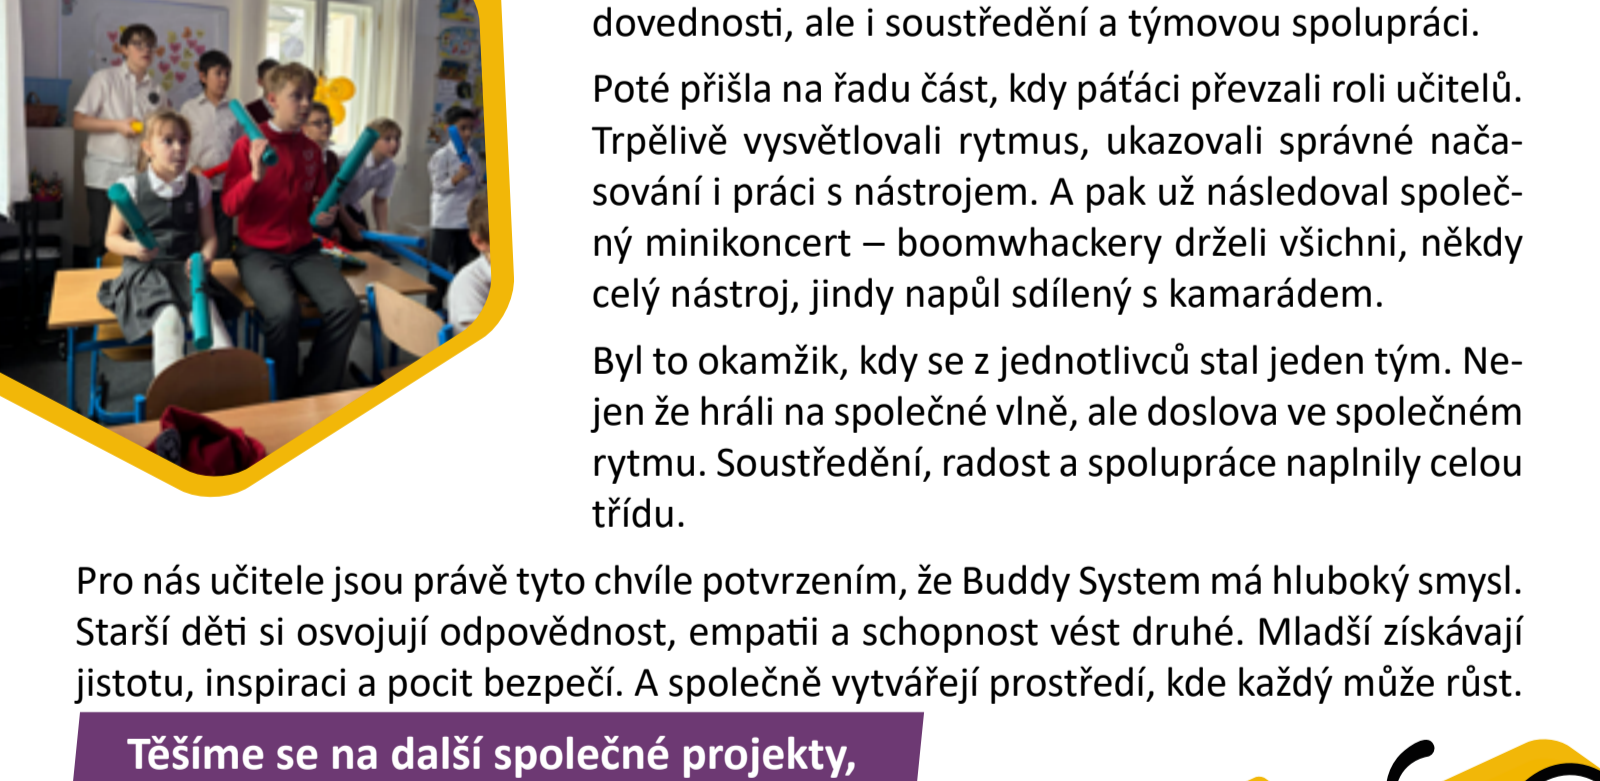 dovednosti, ale i soustředění a týmovou spolupráci.
Poté přišla na řadu část, kdy páťáci převzali roli učitelů.
Trpělivě vysvětlovali rytmus, ukazovali správné nača-
sování i práci s nástrojem. A pak už následoval společ-
ný minikoncert – boomwhackery drželi všichni, někdy
celý nástroj, jindy napůl sdílený s kamarádem.
Byl to okamžik, kdy se z jednotlivců stal jeden tým. Ne-
jen že hráli na společné vlně, ale doslova ve společném
rytmu. Soustředění, radost a spolupráce naplnily celou
třídu.
Pro nás učitele jsou právě tyto chvíle potvrzením, že Buddy System má hluboký smysl.
Starší děti si osvojují odpovědnost, empatii a schopnost vést druhé. Mladší získávají
jistotu, inspiraci a pocit bezpečí. A společně vytvářejí prostředí, kde každý může růst.
Těšíme se na další společné projekty,